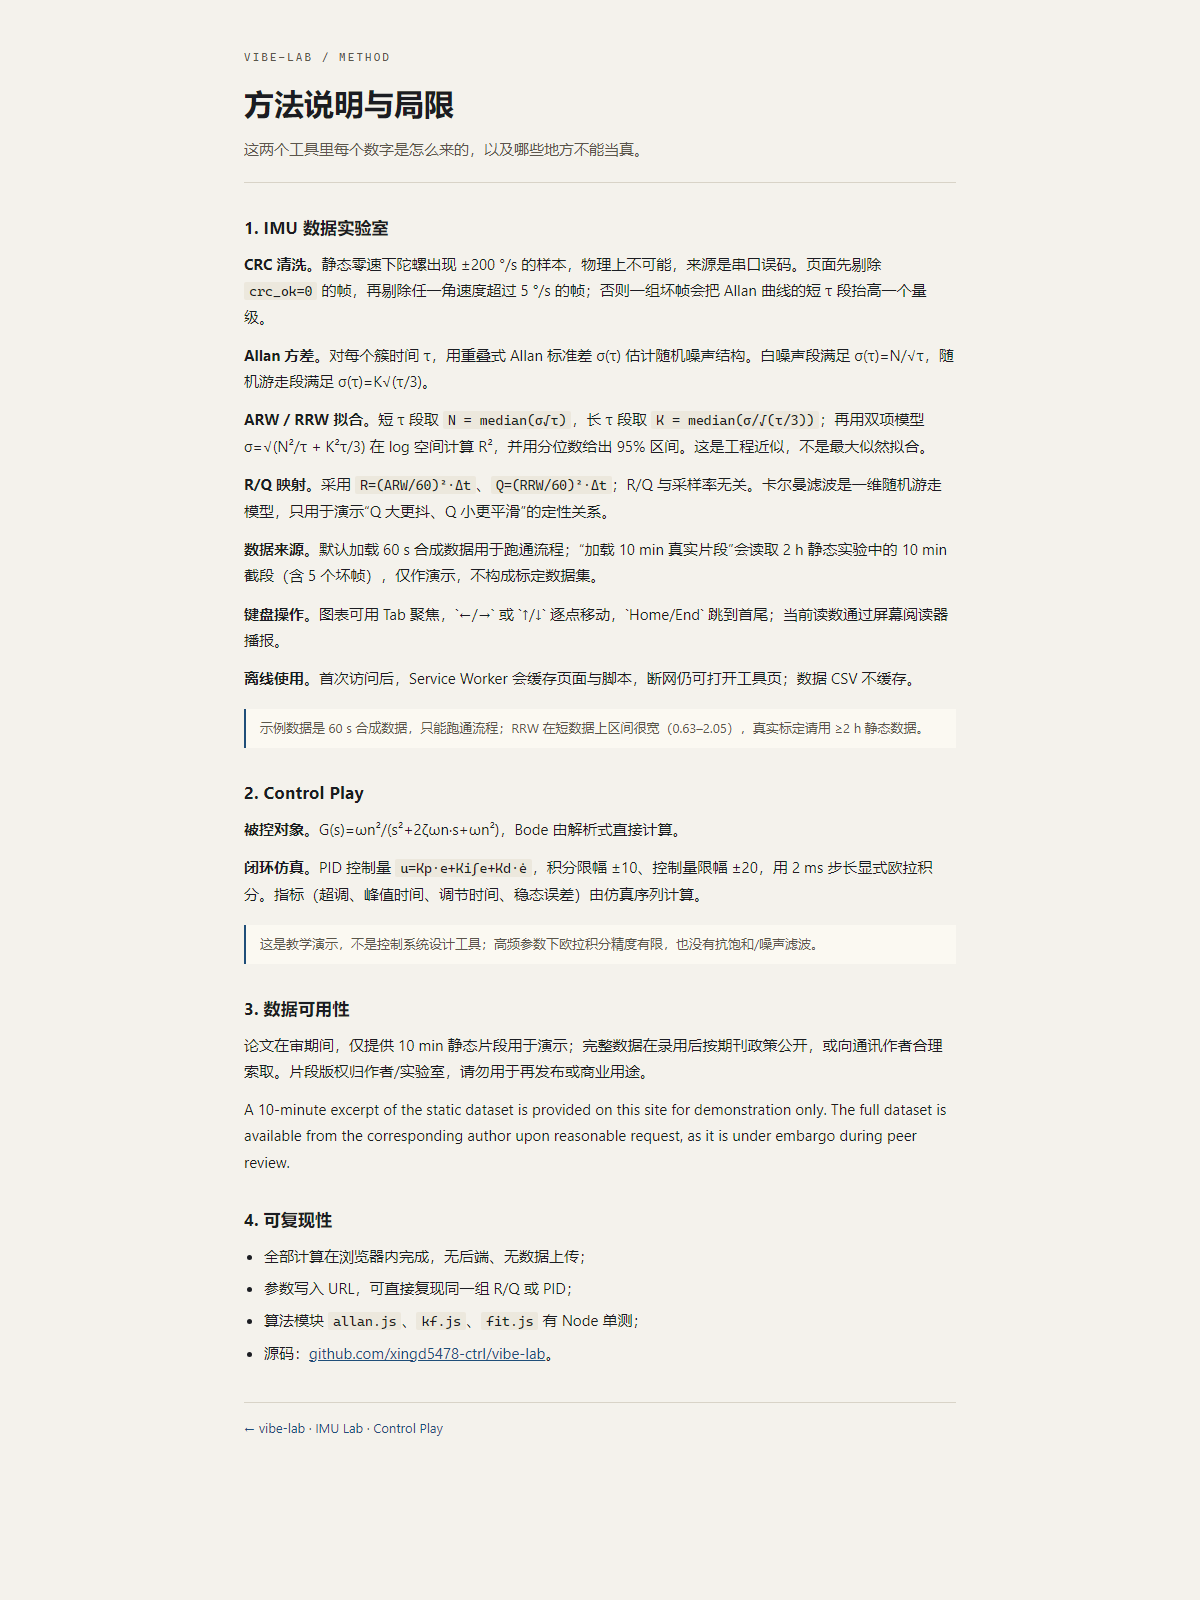 VIBE-LAB / METHOD
方法说明与局限
这两个工具里每个数字是怎么来的，以及哪些地方不能当真。
1. IMU 数据实验室
CRC 清洗。静态零速下陀螺出现 ±200 °/s 的样本，物理上不可能，来源是串口误码。页面先剔除
crc_ok=0 的帧，再剔除任一角速度超过 5 °/s 的帧；否则一组坏帧会把 Allan 曲线的短 τ 段抬高一个量
级。
Allan 方差。对每个簇时间 τ，用重叠式 Allan 标准差 σ(τ) 估计随机噪声结构。白噪声段满足 σ(τ)=N/√τ，随
机游走段满足 σ(τ)=K√(τ/3)。
ARW / RRW 拟合。短 τ 段取 N = median(σ√τ)，长 τ 段取 K = median(σ/√(τ/3))；再用双项模型
σ=√(N²/τ + K²τ/3) 在 log 空间计算 R²，并用分位数给出 95% 区间。这是工程近似，不是最大似然拟合。
R/Q 映射。采用 R=(ARW/60)²·Δt、Q=(RRW/60)²·Δt；R/Q 与采样率无关。卡尔曼滤波是一维随机游走
模型，只用于演示“Q 大更抖、Q 小更平滑”的定性关系。
数据来源。默认加载 60 s 合成数据用于跑通流程；“加载 10 min 真实片段”会读取 2 h 静态实验中的 10 min
截段（含 5 个坏帧），仅作演示，不构成标定数据集。
键盘操作。图表可用 Tab 聚焦，`←/→` 或 `↑/↓` 逐点移动，`Home/End` 跳到首尾；当前读数通过屏幕阅读器
播报。
离线使用。首次访问后，Service Worker 会缓存页面与脚本，断网仍可打开工具页；数据 CSV 不缓存。
示例数据是 60 s 合成数据，只能跑通流程；RRW 在短数据上区间很宽（0.63–2.05），真实标定请用 ≥2 h 静态数据。
2. Control Play
被控对象。G(s)=ωn²/(s²+2ζωn·s+ωn²)，Bode 由解析式直接计算。
闭环仿真。PID 控制量 u=Kp·e+Ki∫e+Kd·ė，积分限幅 ±10、控制量限幅 ±20，用 2 ms 步长显式欧拉积
分。指标（超调、峰值时间、调节时间、稳态误差）由仿真序列计算。
这是教学演示，不是控制系统设计工具；高频参数下欧拉积分精度有限，也没有抗饱和/噪声滤波。
3. 数据可用性
论文在审期间，仅提供 10 min 静态片段用于演示；完整数据在录用后按期刊政策公开，或向通讯作者合理
索取。片段版权归作者/实验室，请勿用于再发布或商业用途。
A 10-minute excerpt of the static dataset is provided on this site for demonstration only. The full dataset is
available from the corresponding author upon reasonable request, as it is under embargo during peer
review.
4. 可复现性
• 全部计算在浏览器内完成，无后端、无数据上传；
• 参数写入 URL，可直接复现同一组 R/Q 或 PID；
• 算法模块 allan.js、kf.js、fit.js 有 Node 单测；
• 源码：github.com/xingd5478-ctrl/vibe-lab。
← vibe-lab · IMU Lab · Control Play